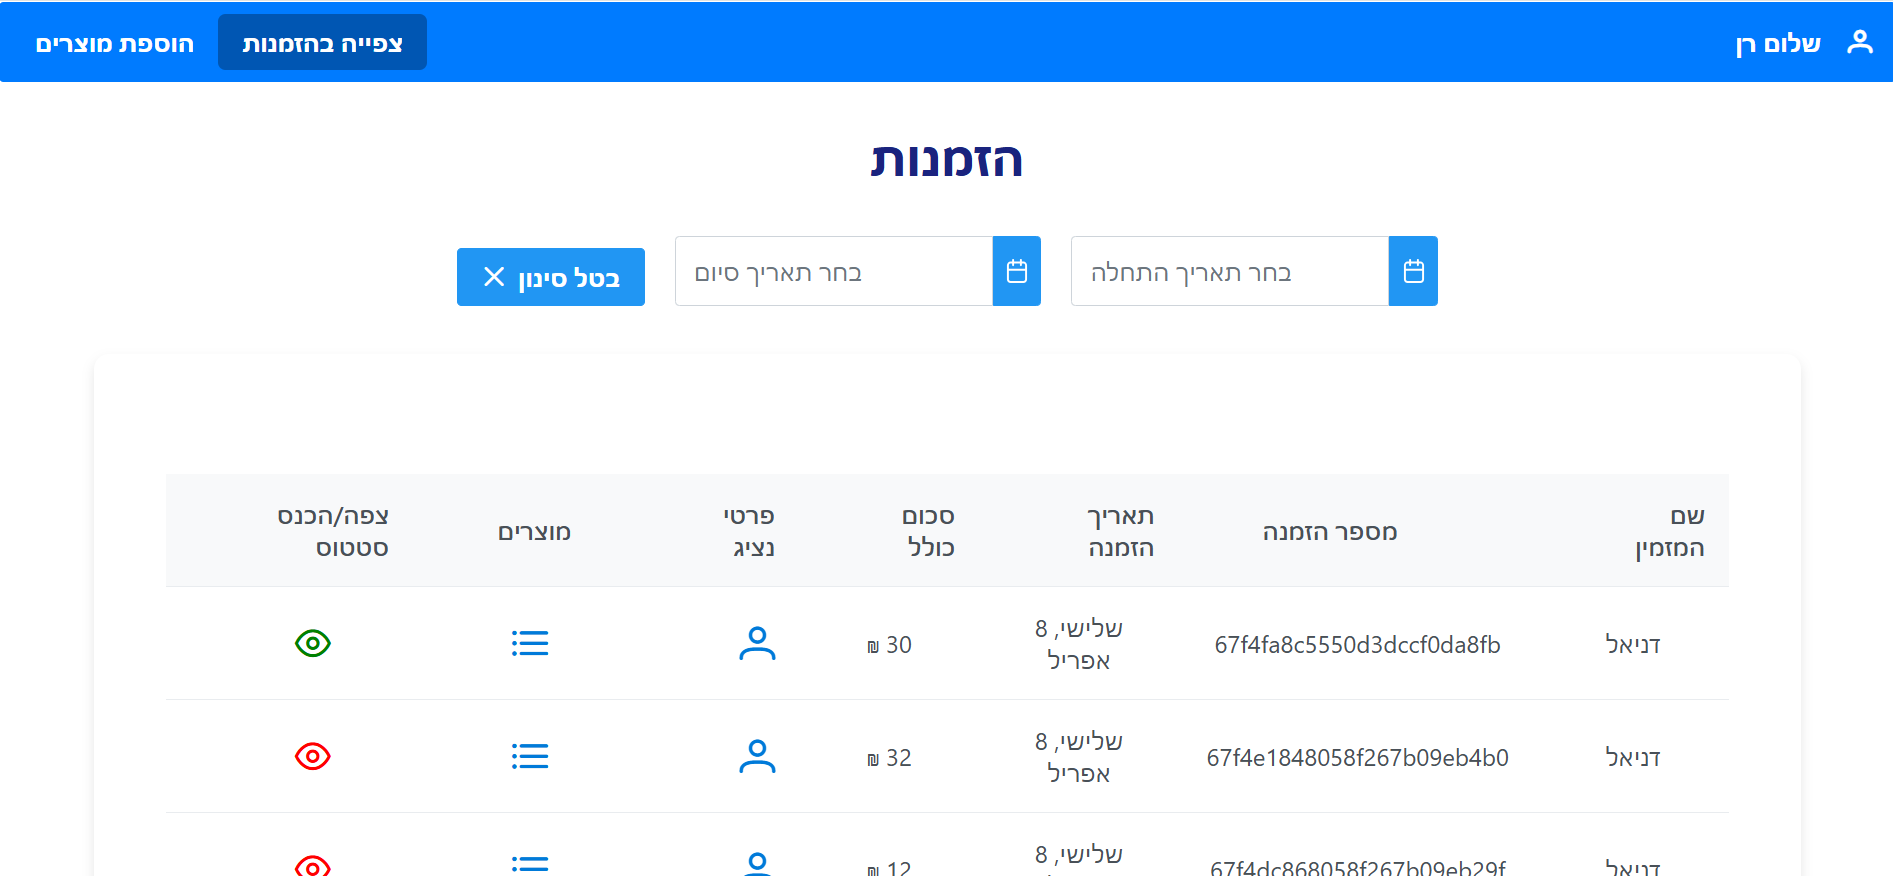 שלום רן
צפייה בהזמנות
הוספת מוצרים
הזמנות
בחר תאריך התחלה
בחר תאריך סיום
בטל סינון
שם המזמין
מספר הזמנה
תאריך הזמנה
סכום כולל
פרטי נציג
מוצרים
צפה/הכנס סטטוס
דניאל
67f4fa8c5550d3dccf0da8fb
שלישי, 8
אפריל
30 ₪
דניאל
67f4e1848058f267b09eb4b0
שלישי, 8
אפריל
32 ₪
דניאל
67f4dc868058f267b09eb29f
שלישי, 8
12 ₪